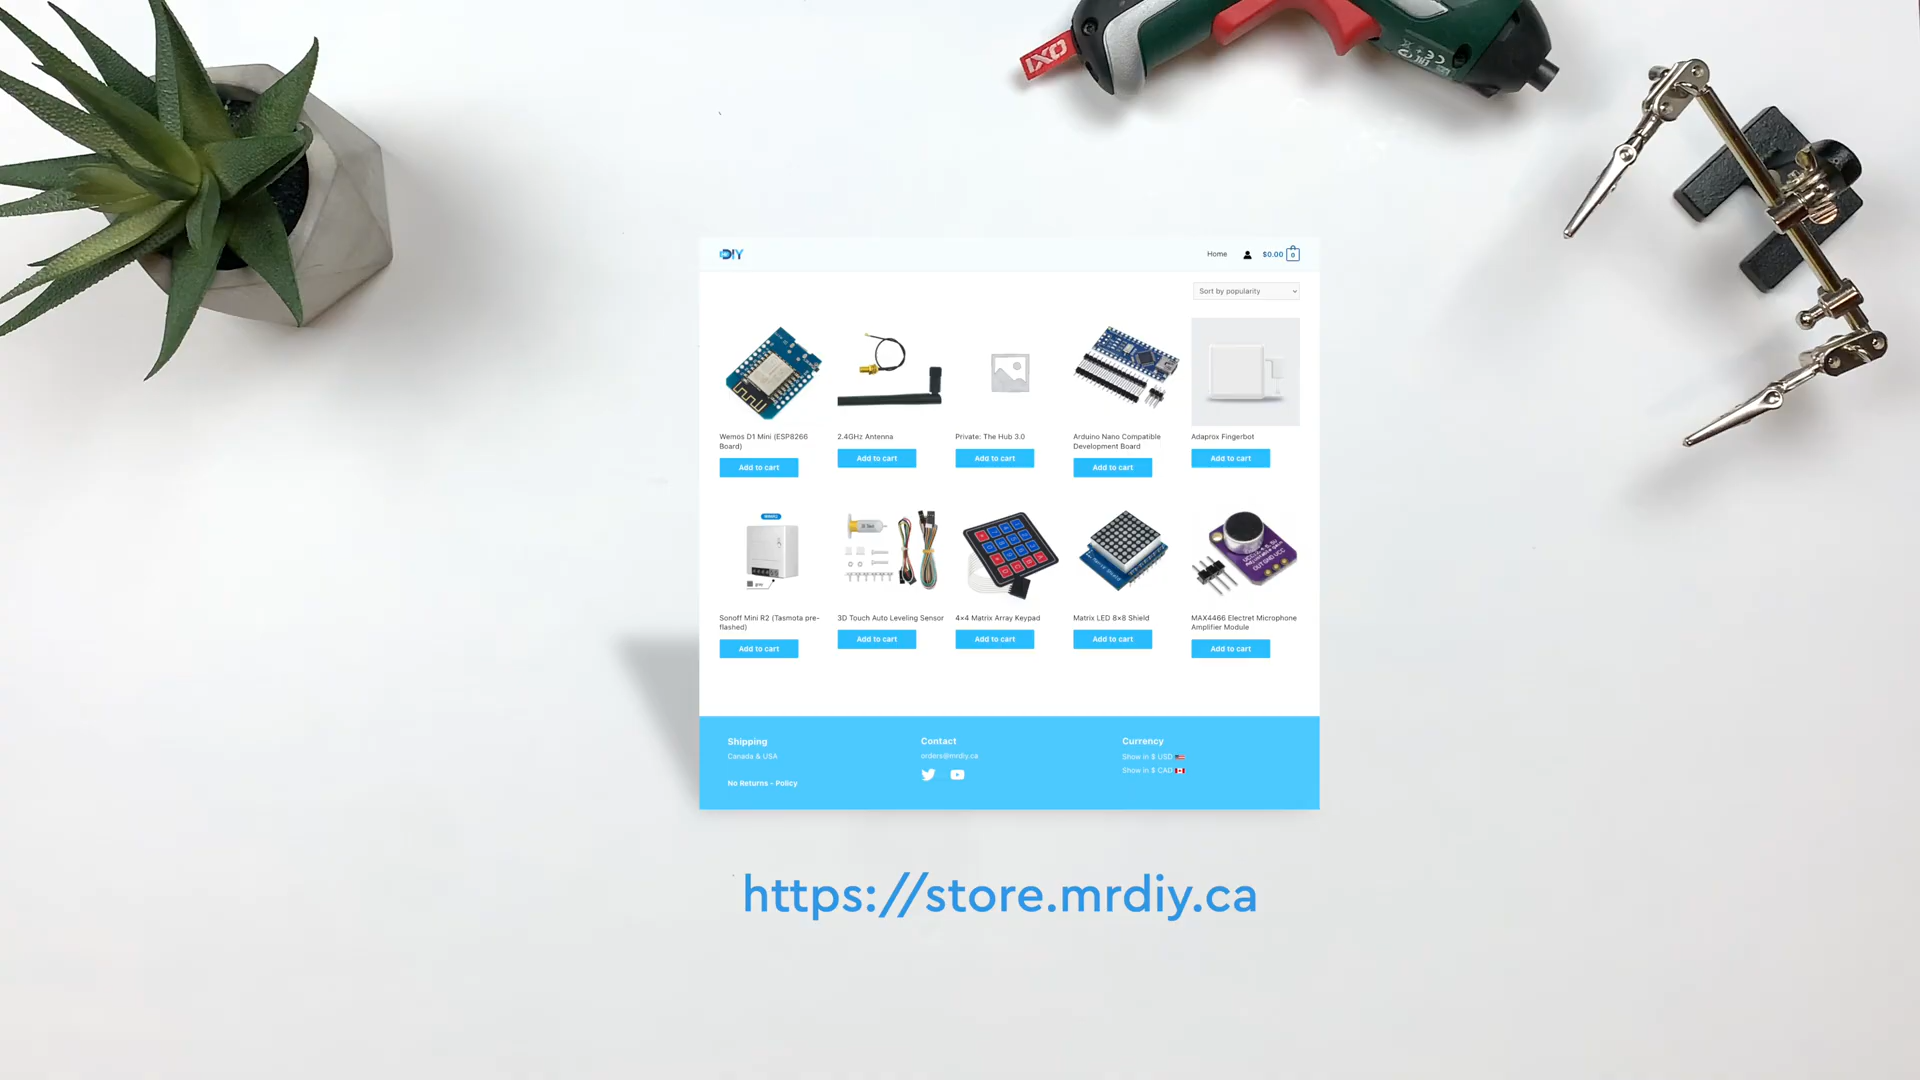 IXO
DIY
Home
$0.00
0
Sort by popularity
Wemos D1 Mini (ESP8266
Board)
Add to cart
2.4GHz Antenna
Add to cart
Private: The Hub 3.0
Add to cart
Arduino Nano Compatible
Development Board
Add to cart
Adaprox Fingerbot
Add to cart
Sonoff Mini R2 (Tasmota pre-
flashed)
Add to cart
3D Touch Auto Leveling Sensor
Add to cart
4×4 Matrix Array Keypad
Add to cart
Matrix LED 8×8 Shield
Add to cart
MAX4466 Electret Microphone
Amplifier Module
Add to cart
Shipping
Canada & USA
No Returns - Policy
Contact
orders@mrdiy.ca
Currency
Show in $ USD
Show in $ CAD
https://store.mrdiy.ca